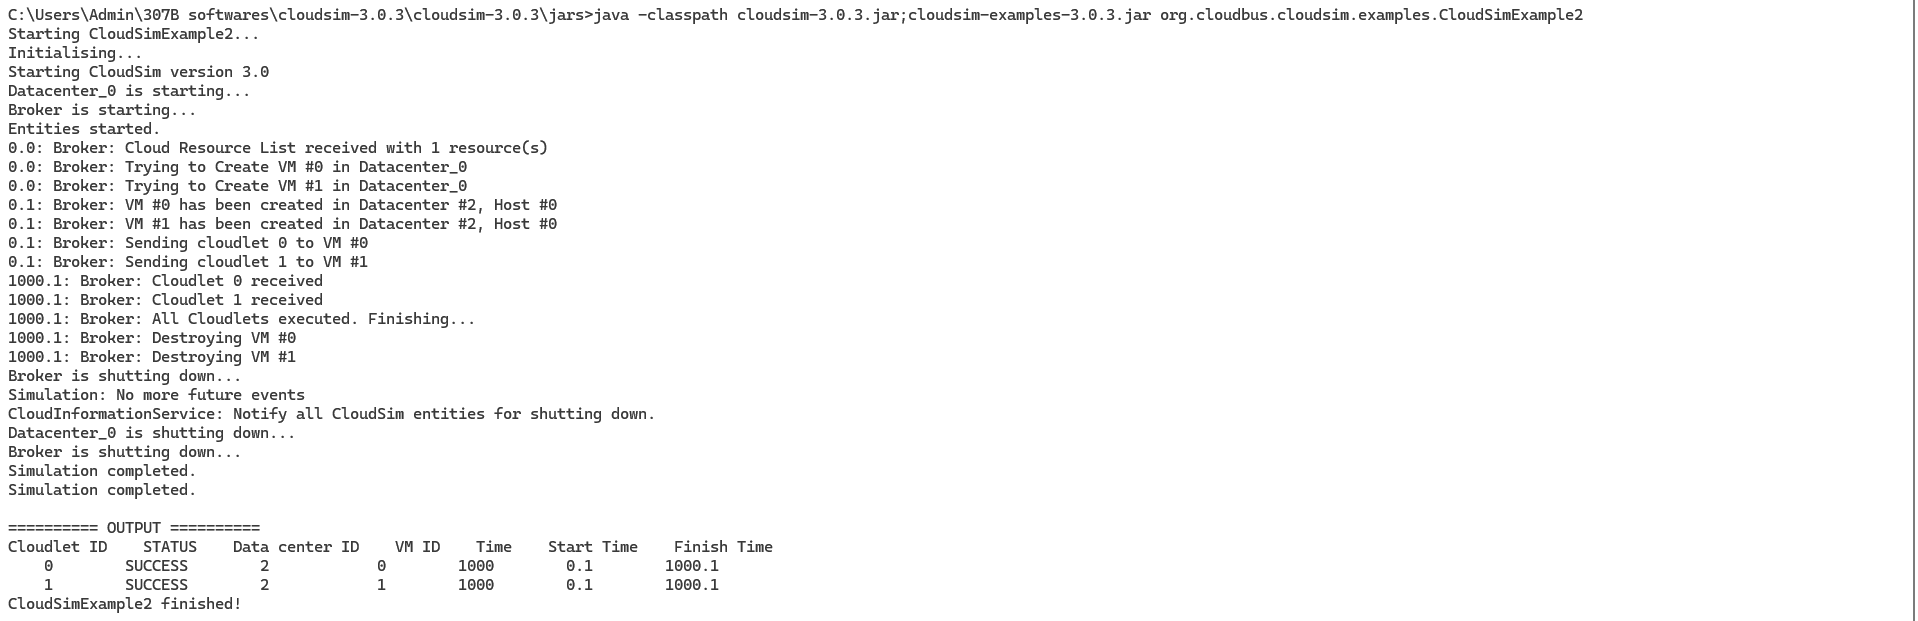 C:\Users\Admin\307B softwares\cloudsim-3.0.3\cloudsim-3.0.3\jars>java -classpath cloudsim-3.0.3.jar;cloudsim-examples-3.0.3.jar org.cloudbus.cloudsim.examples.CloudSimExample2
Starting CloudSimExample2...
Initialising...
Starting CloudSim version 3.0
Datacenter_0 is starting...
Broker is starting...
Entities started.
0.0: Broker: Cloud Resource List received with 1 resource(s)
0.0: Broker: Trying to Create VM #0 in Datacenter_0
0.0: Broker: Trying to Create VM #1 in Datacenter_0
0.1: Broker: VM #0 has been created in Datacenter #2, Host #0
0.1: Broker: VM #1 has been created in Datacenter #2, Host #0
0.1: Broker: Sending cloudlet 0 to VM #0
0.1: Broker: Sending cloudlet 1 to VM #1
1000.1: Broker: Cloudlet 0 received
1000.1: Broker: Cloudlet 1 received
1000.1: Broker: All Cloudlets executed. Finishing...
1000.1: Broker: Destroying VM #0
1000.1: Broker: Destroying VM #1
Broker is shutting down...
Simulation: No more future events
CloudInformationService: Notify all CloudSim entities for shutting down.
Datacenter_0 is shutting down...
Broker is shutting down...
Simulation completed.
Simulation completed.

========== OUTPUT ==========
Cloudlet ID    STATUS    Data center ID    VM ID    Time    Start Time    Finish Time
    0        SUCCESS        2            0        1000        0.1        1000.1
    1        SUCCESS        2            1        1000        0.1        1000.1
CloudSimExample2 finished!